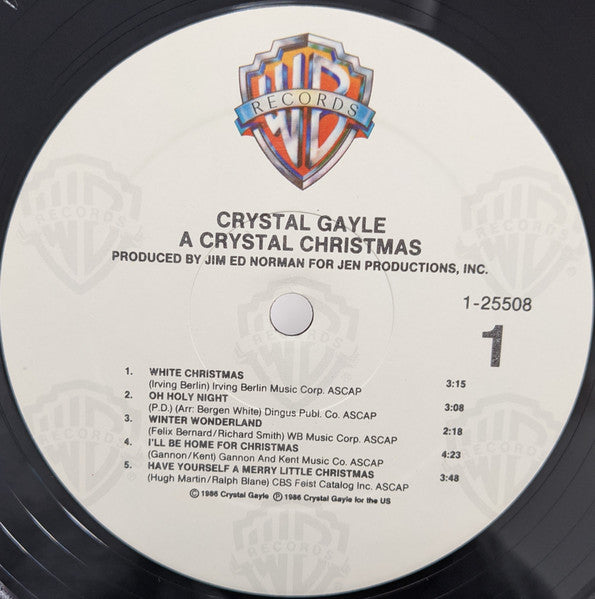 WB
RECORDS
CRYSTAL GAYLE
A CRYSTAL CHRISTMAS
PRODUCED BY JIM ED NORMAN FOR JEN PRODUCTIONS, INC.
1-25508
1
1. WHITE CHRISTMAS
(Irving Berlin) Irving Berlin Music Corp. ASCAP 3:15
2. OH HOLY NIGHT
(P.D.) (Arr: Bergen White) Dingus Publ. Co. ASCAP 3:08
3. WINTER WONDERLAND
(Felix Bernard/Richard Smith) WB Music Corp. ASCAP 2:18
4. I'LL BE HOME FOR CHRISTMAS
(Gannon/Kent) Gannon And Kent Music Co. ASCAP 4:23
5. HAVE YOURSELF A MERRY LITTLE CHRISTMAS
(Hugh Martin/Ralph Blane) CBS Feist Catalog Inc. ASCAP 3:48
© 1986 Crystal Gayle ℗ 1986 Crystal Gayle for the US